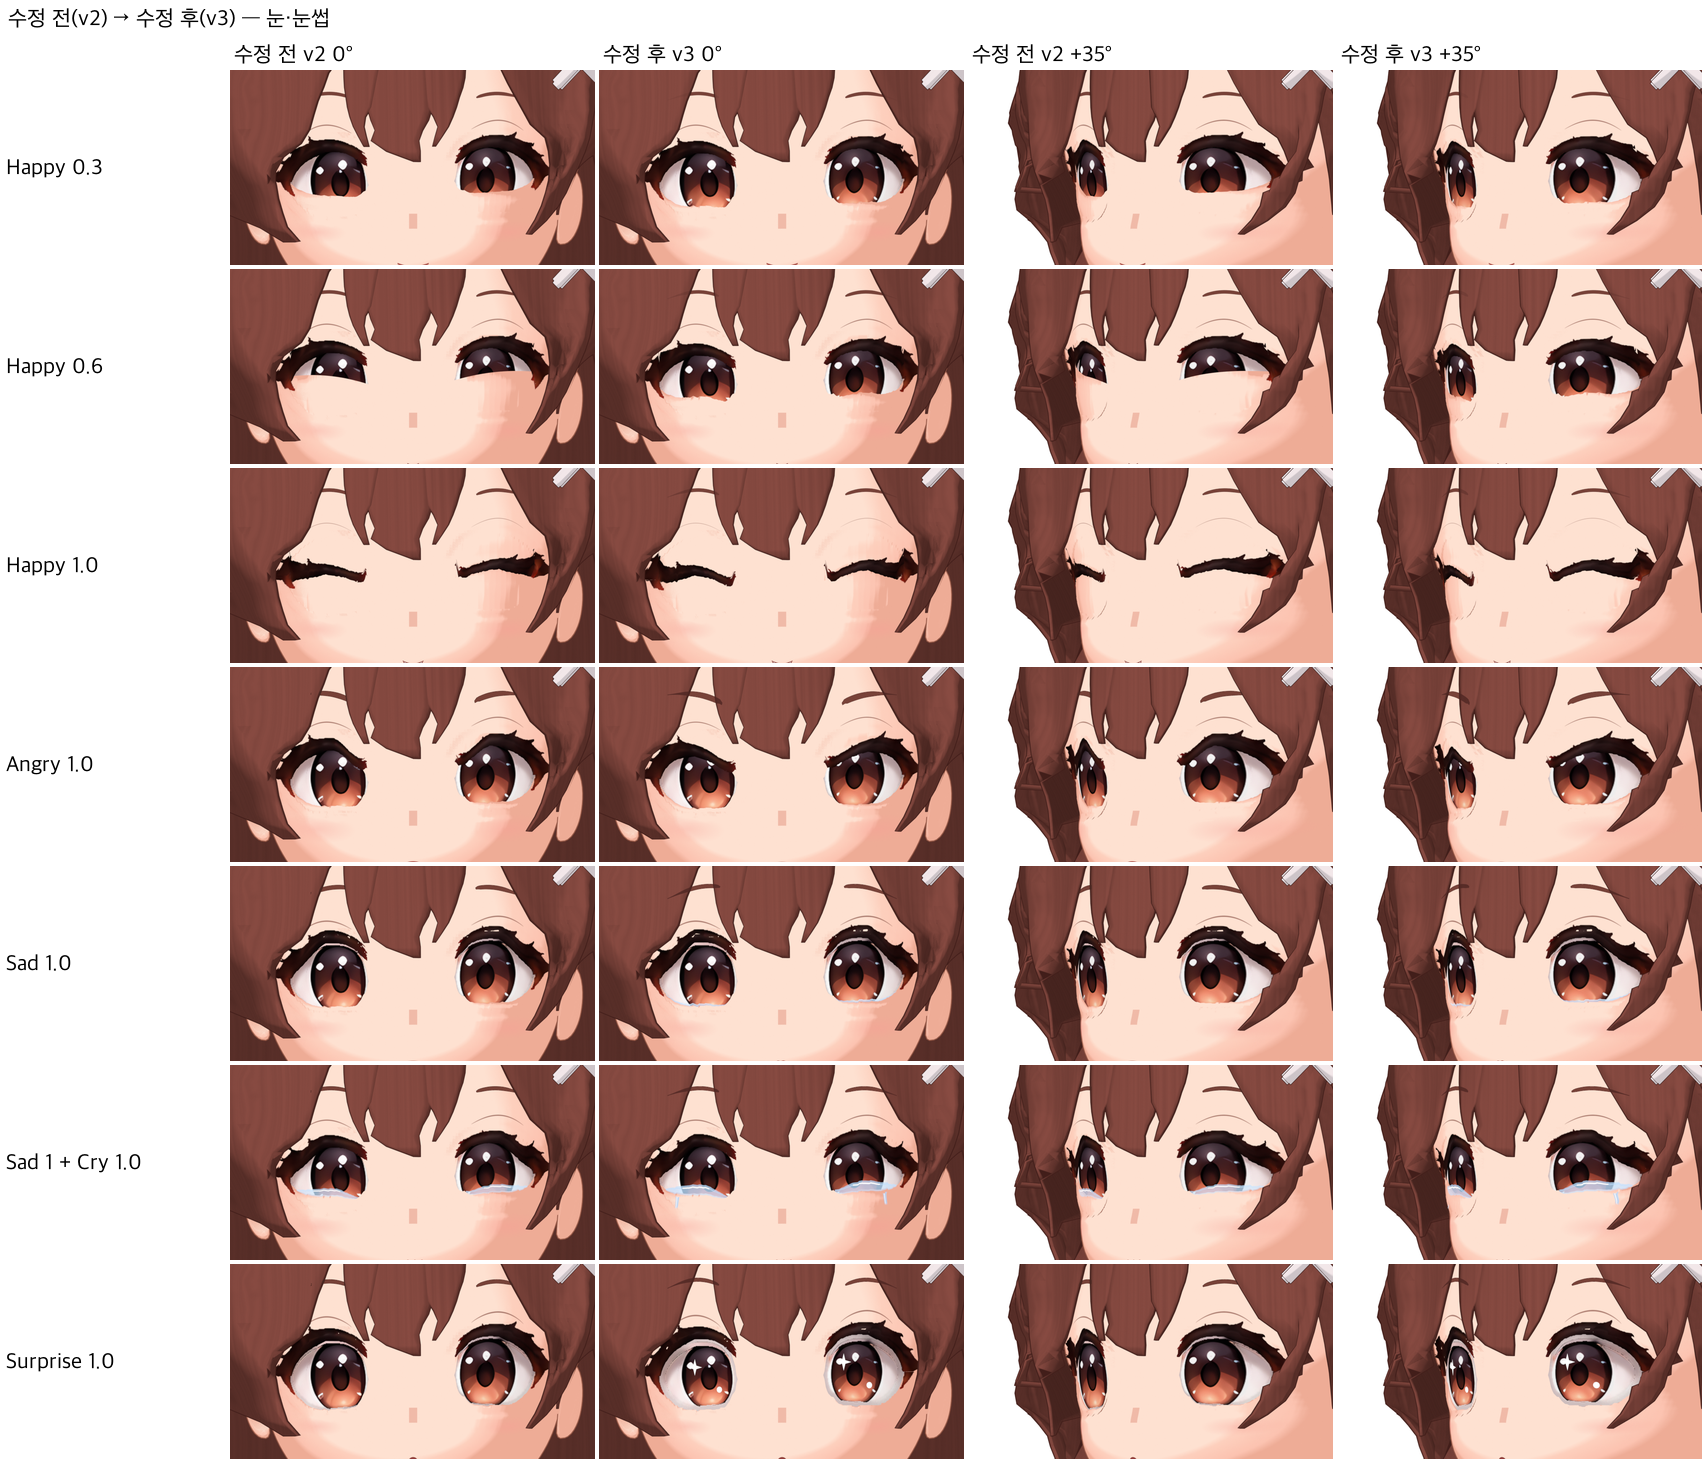 수정 전(v2) → 수정 후(v3) — 눈·눈썹
수정 전 v2 0° 수정 후 v3 0° 수정 전 v2 +35° 수정 후 v3 +35°
Happy 0.3
Happy 0.6
Happy 1.0
Angry 1.0
Sad 1.0
Sad 1 + Cry 1.0
Surprise 1.0